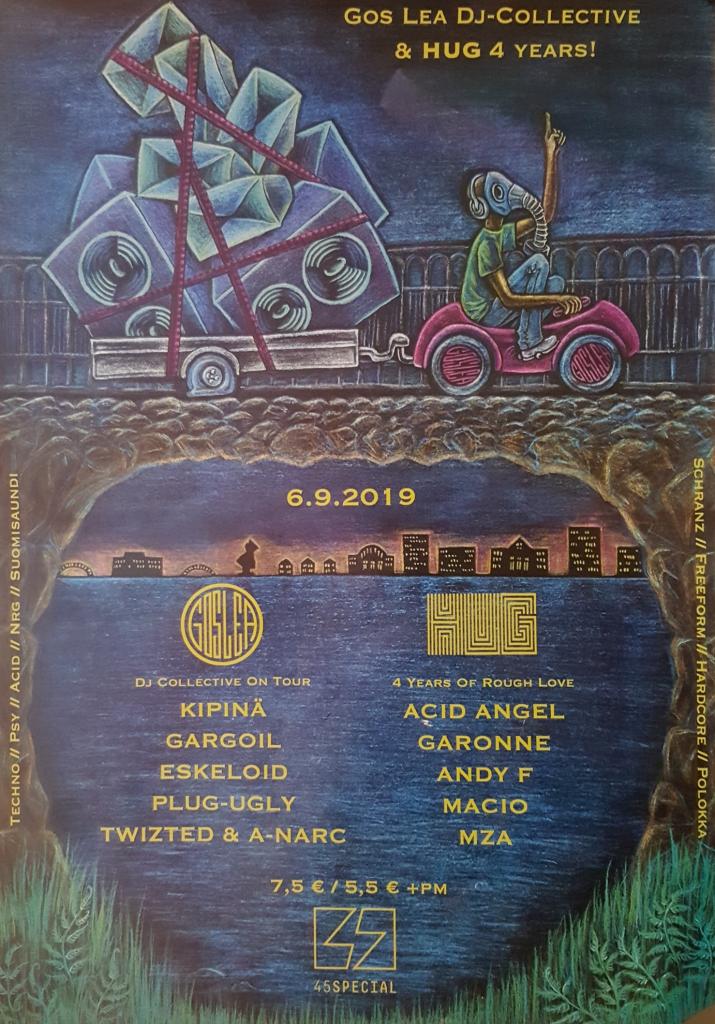 Gos Lea Dj-Collective
& HUG 4 years!
6.9.2019
GOSLEA
HUG
Dj Collective On Tour
4 Years Of Rough Love
KIPINÄ
ACID ANGEL
GARGOIL
GARONNE
ESKELOID
ANDY F
PLUG-UGLY
MACIO
TWIZTED & A-NARC
MZA
Techno // Psy // Acid // Nrg // Suomisaundi
Schranz // Freeform // Hardcore // Polokka
7,5 € / 5,5 € +PM
45
45SPECIAL